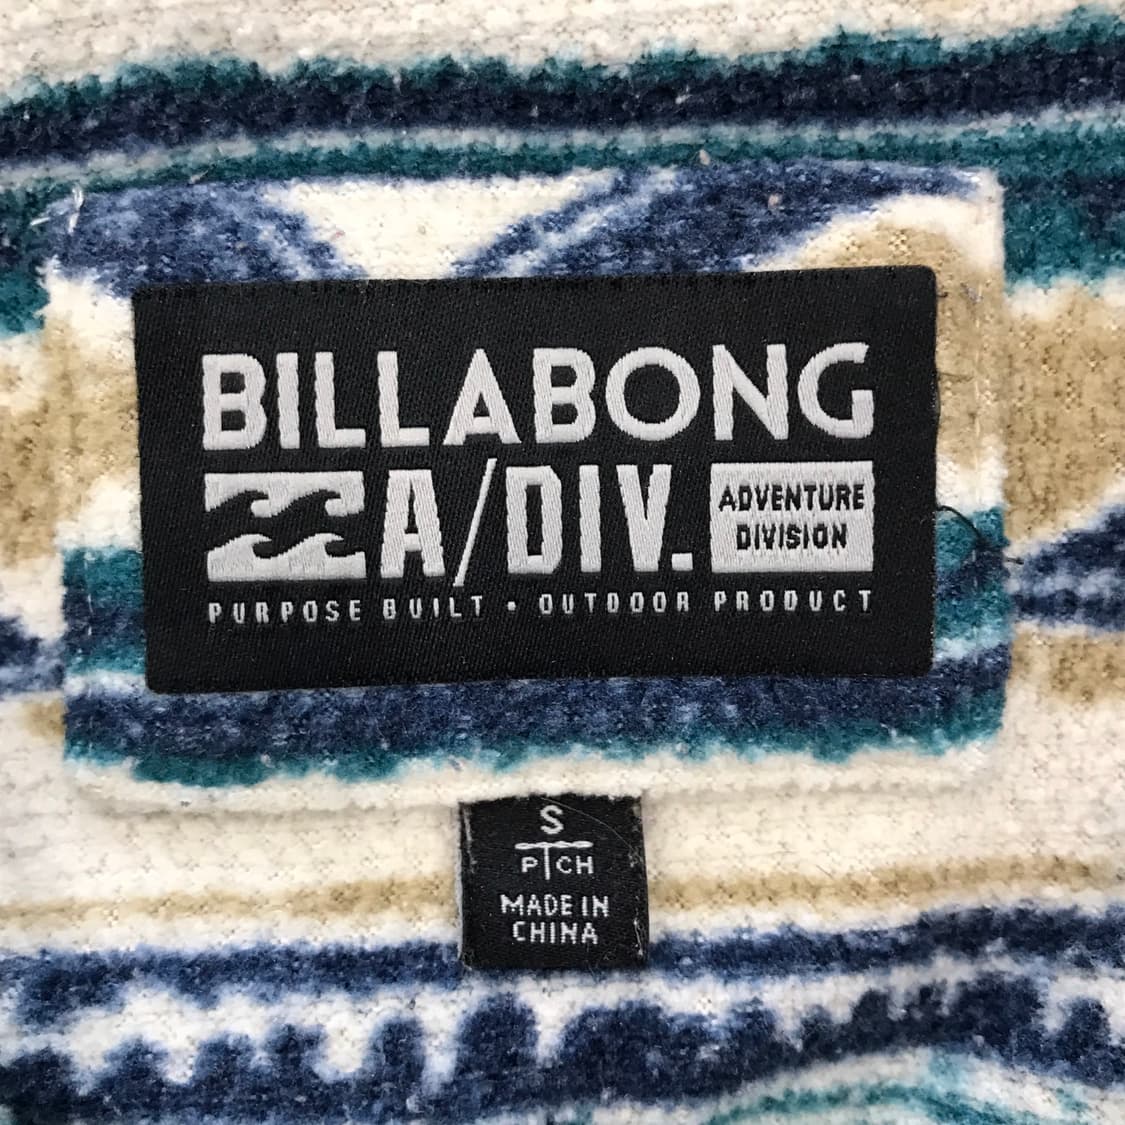 BILLABONG
A/DIV. ADVENTURE
DIVISION
PURPOSE BUILT • OUTDOOR PRODUCT
S
P CH
MADE IN
CHINA